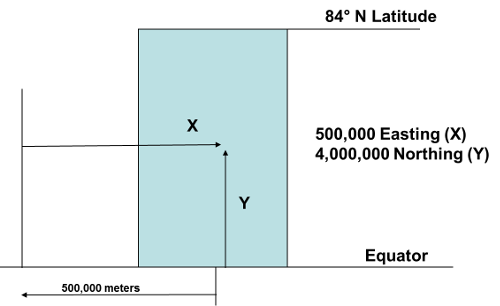 84° N Latitude
X
500,000 Easting (X)
4,000,000 Northing (Y)
Y
Equator
500,000 meters